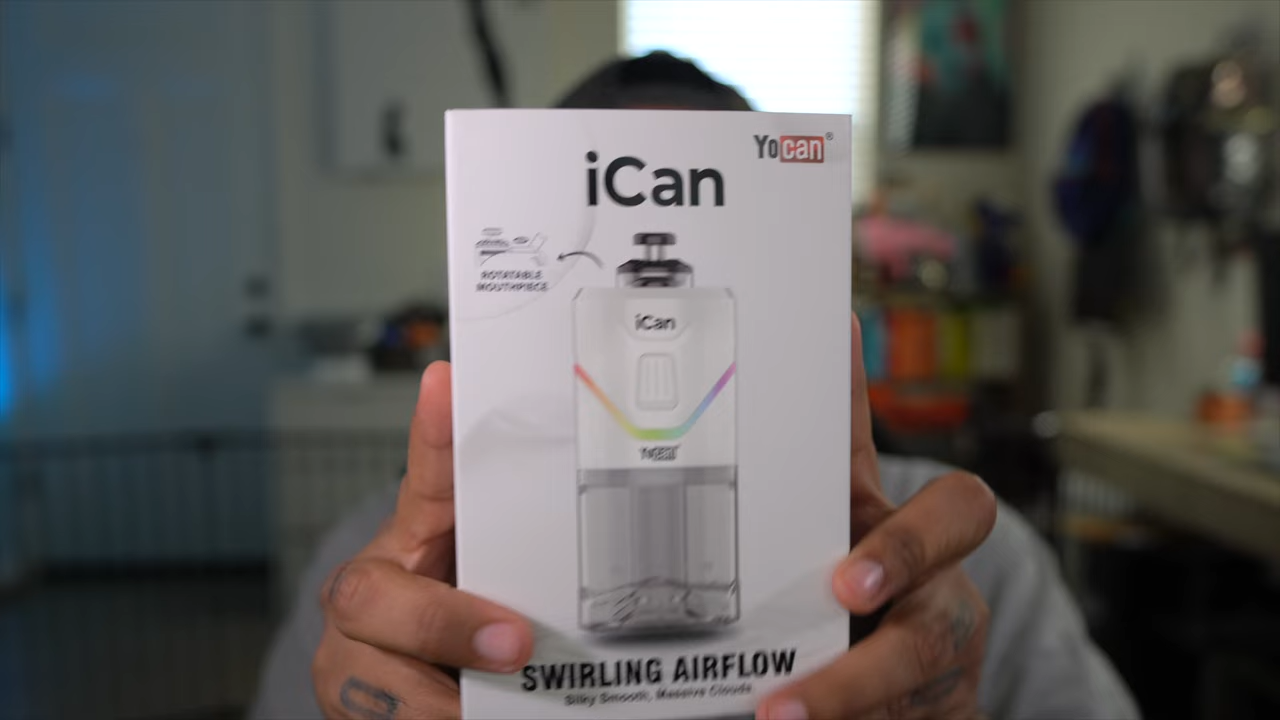 Yocan®
iCan
ROTATABLE
MOUTHPIECE
iCan
SWIRLING AIRFLOW
Silky Smooth, Massive Clouds